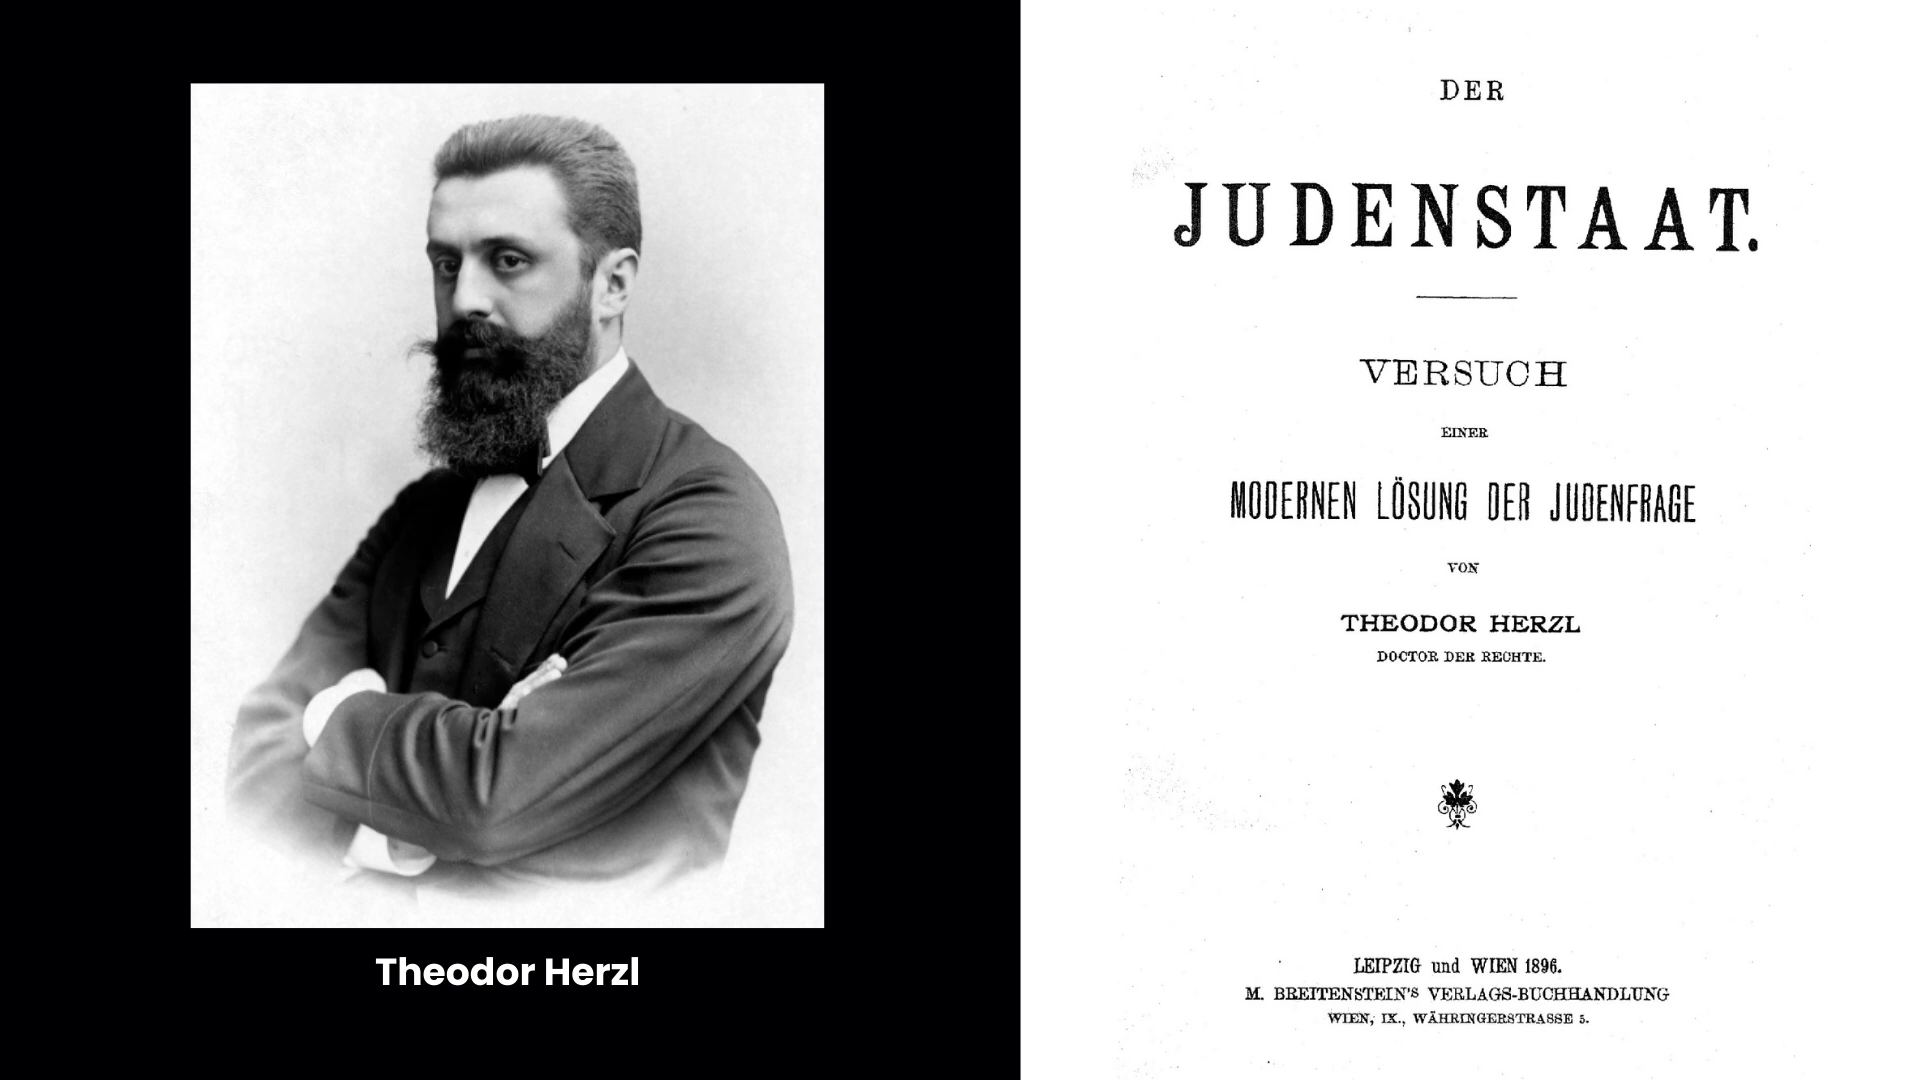 Theodor Herzl
DER
JUDENSTAAT.
VERSUCH
EINER
MODERNEN LÖSUNG DER JUDENFRAGE
VON
THEODOR HERZL
DOCTOR DER RECHTE.
LEIPZIG und WIEN 1896.
M. BREITENSTEIN'S VERLAGS-BUCHHANDLUNG
WIEN, IX., WÄHRINGERSTRASSE 5.